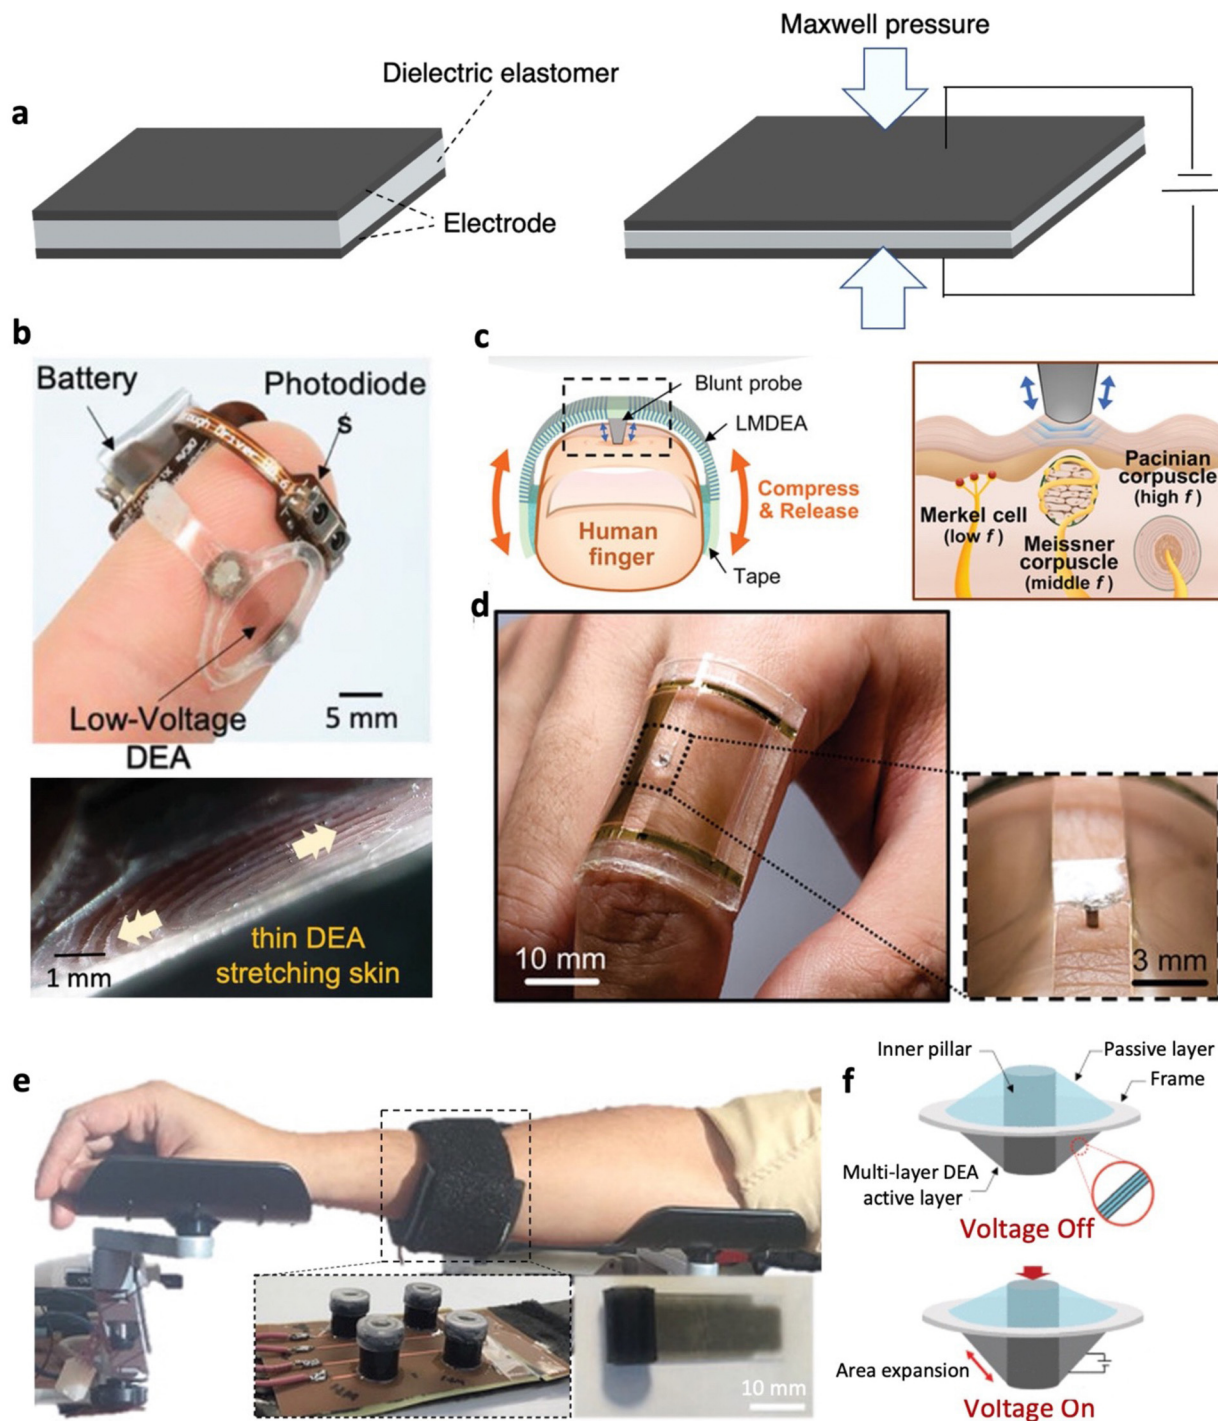 Maxwell pressure
Dielectric elastomer
a
Electrode
b
Battery
Photodiode
s
Low-Voltage
DEA
5 mm
1 mm
thin DEA
stretching skin
c
Blunt probe
LMDEA
Compress
& Release
Human
finger
Tape
Pacinian
corpuscle
(high f)
Merkel cell
(low f)
Meissner
corpuscle
(middle f)
d
10 mm
3 mm
e
10 mm
f
Inner pillar
Passive layer
Frame
Multi-layer DEA
active layer
Voltage Off
Area expansion
Voltage On